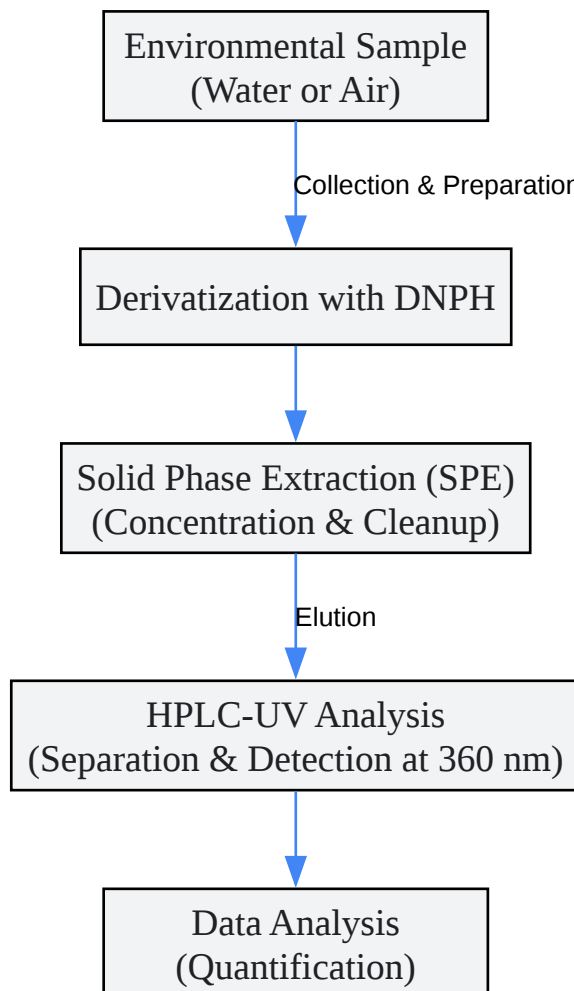 Environmental Sample
(Water or Air)
Collection & Preparation
Derivatization with DNPH
Solid Phase Extraction (SPE)
(Concentration & Cleanup)
Elution
HPLC-UV Analysis
(Separation & Detection at 360 nm)
Data Analysis
(Quantification)